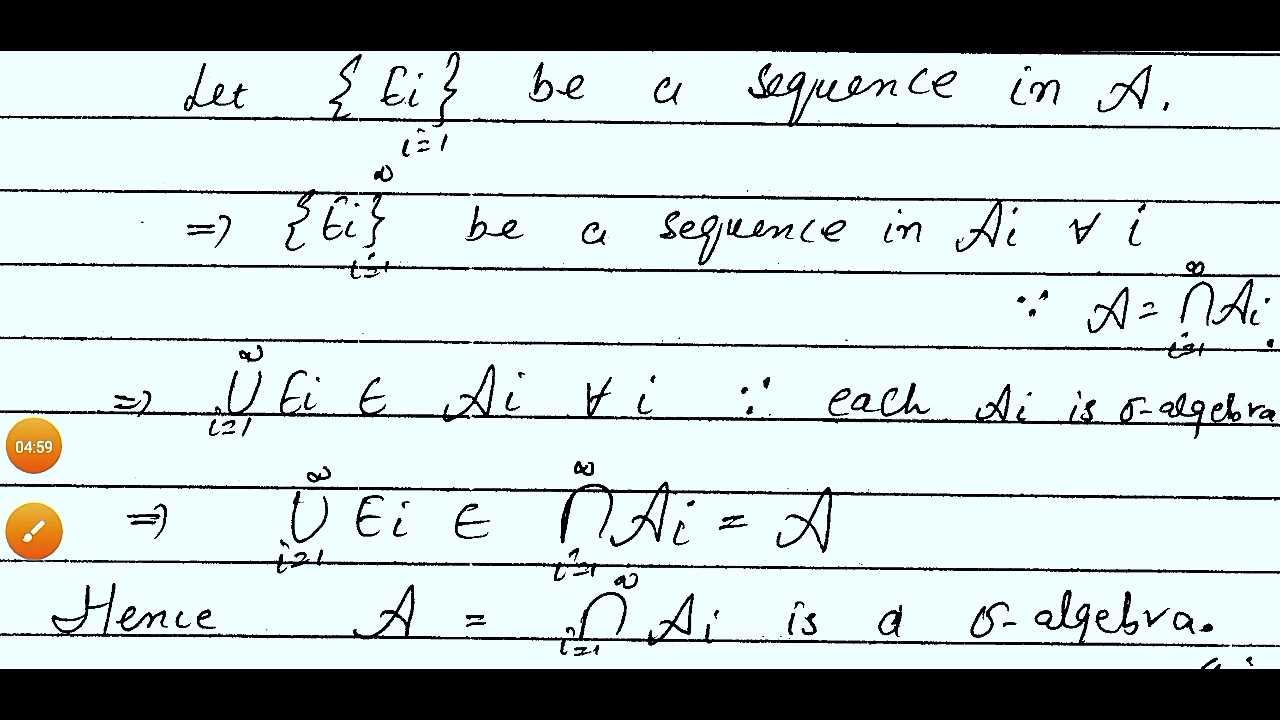 Let {Ei} i=1 be a sequence in A.
=> {Ei} i=1 ∞ be a sequence in Ai ∀ i
∵ A = ∞ ∩ i=1 Ai.
=> ∞ ∪ i=1 Ei ∈ Ai ∀ i ∵ each Ai is σ-algebra
04:59
=> ∞ ∪ i=1 Ei ∈ ∞ ∩ i=1 Ai = A
Hence A = ∞ ∩ i=1 Ai is a σ-algebra.